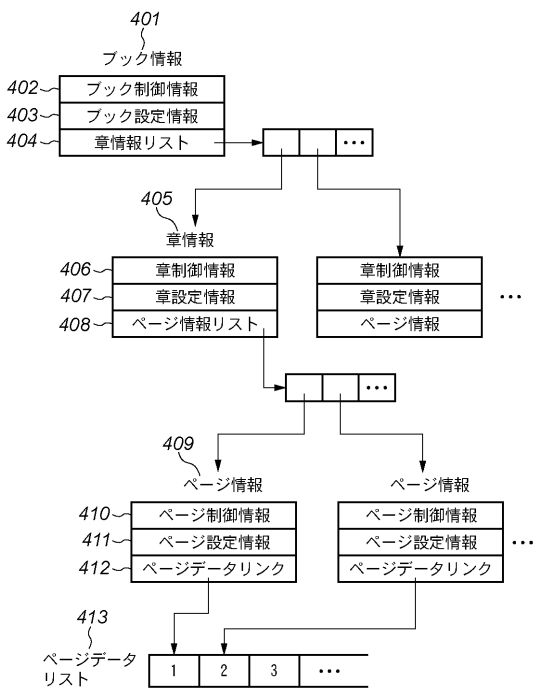 401
ブック情報
402 ブック制御情報
403 ブック設定情報
404 章情報リスト
•••
405
章情報
406 章制御情報
章制御情報
407 章設定情報
章設定情報
•••
408 ページ情報リスト
ページ情報
•••
409
ページ情報
ページ情報
410 ページ制御情報
ページ制御情報
411 ページ設定情報
ページ設定情報
•••
412 ページデータリンク
ページデータリンク
413
ページデータ
リスト
1 2 3 •••